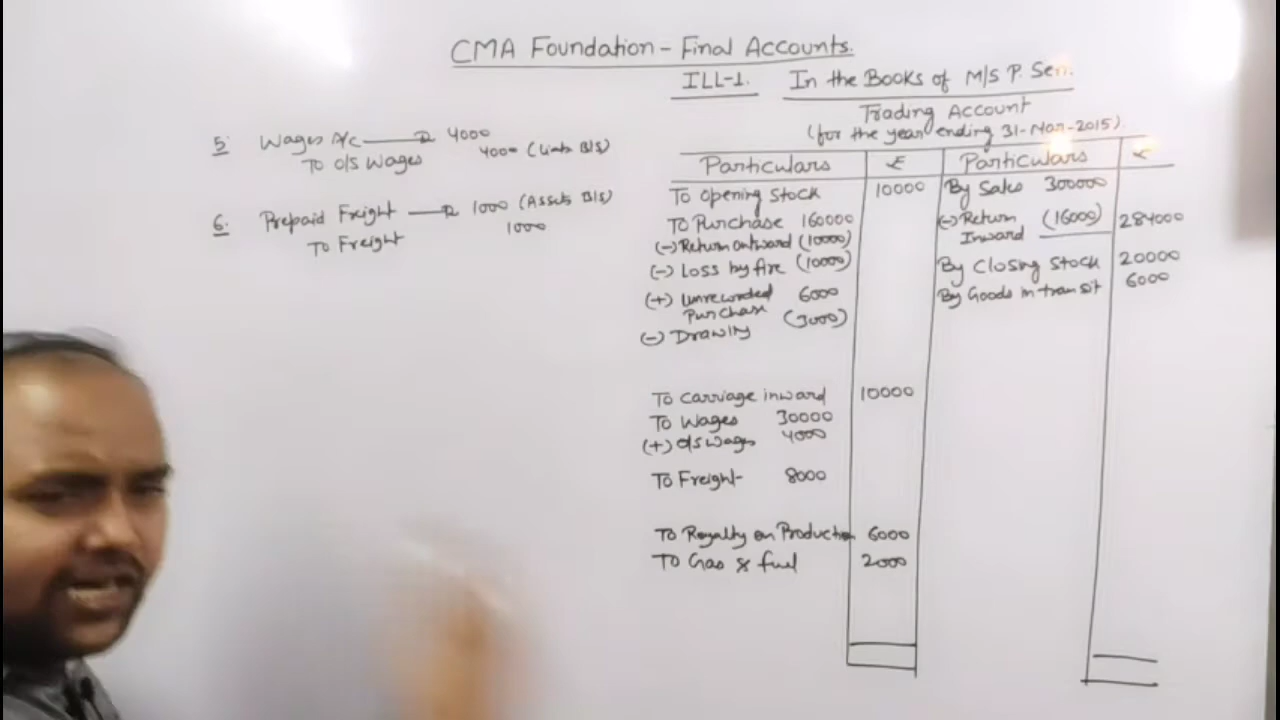 CMA Foundation - Final Accounts.
ILL-1. In the Books of M/S P. Sen.
Trading Account
(for the year ending 31-Mar-2015)
5. Wages A/c 4000
To O/S Wages 4000 (Liab B/S)
6. Prepaid Freight 1000 (Assets B/S)
To Freight 1000
Particulars ₹ Particulars ₹
To Opening Stock 10000 By Sales 300000
To Purchase 160000 (-) Return (16000) 284000
(-) Return outward (10000) Inward
(-) Loss by fire (10000) By Closing Stock 20000
(+) Unrecorded 6000 By Goods in transit 6000
Purchase
(-) Drawing (3000)
To Carriage inward 10000
To Wages 30000
(+) O/S Wages 4000
To Freight- 8000
To Royalty on Production 6000
To Gas & fuel 2000